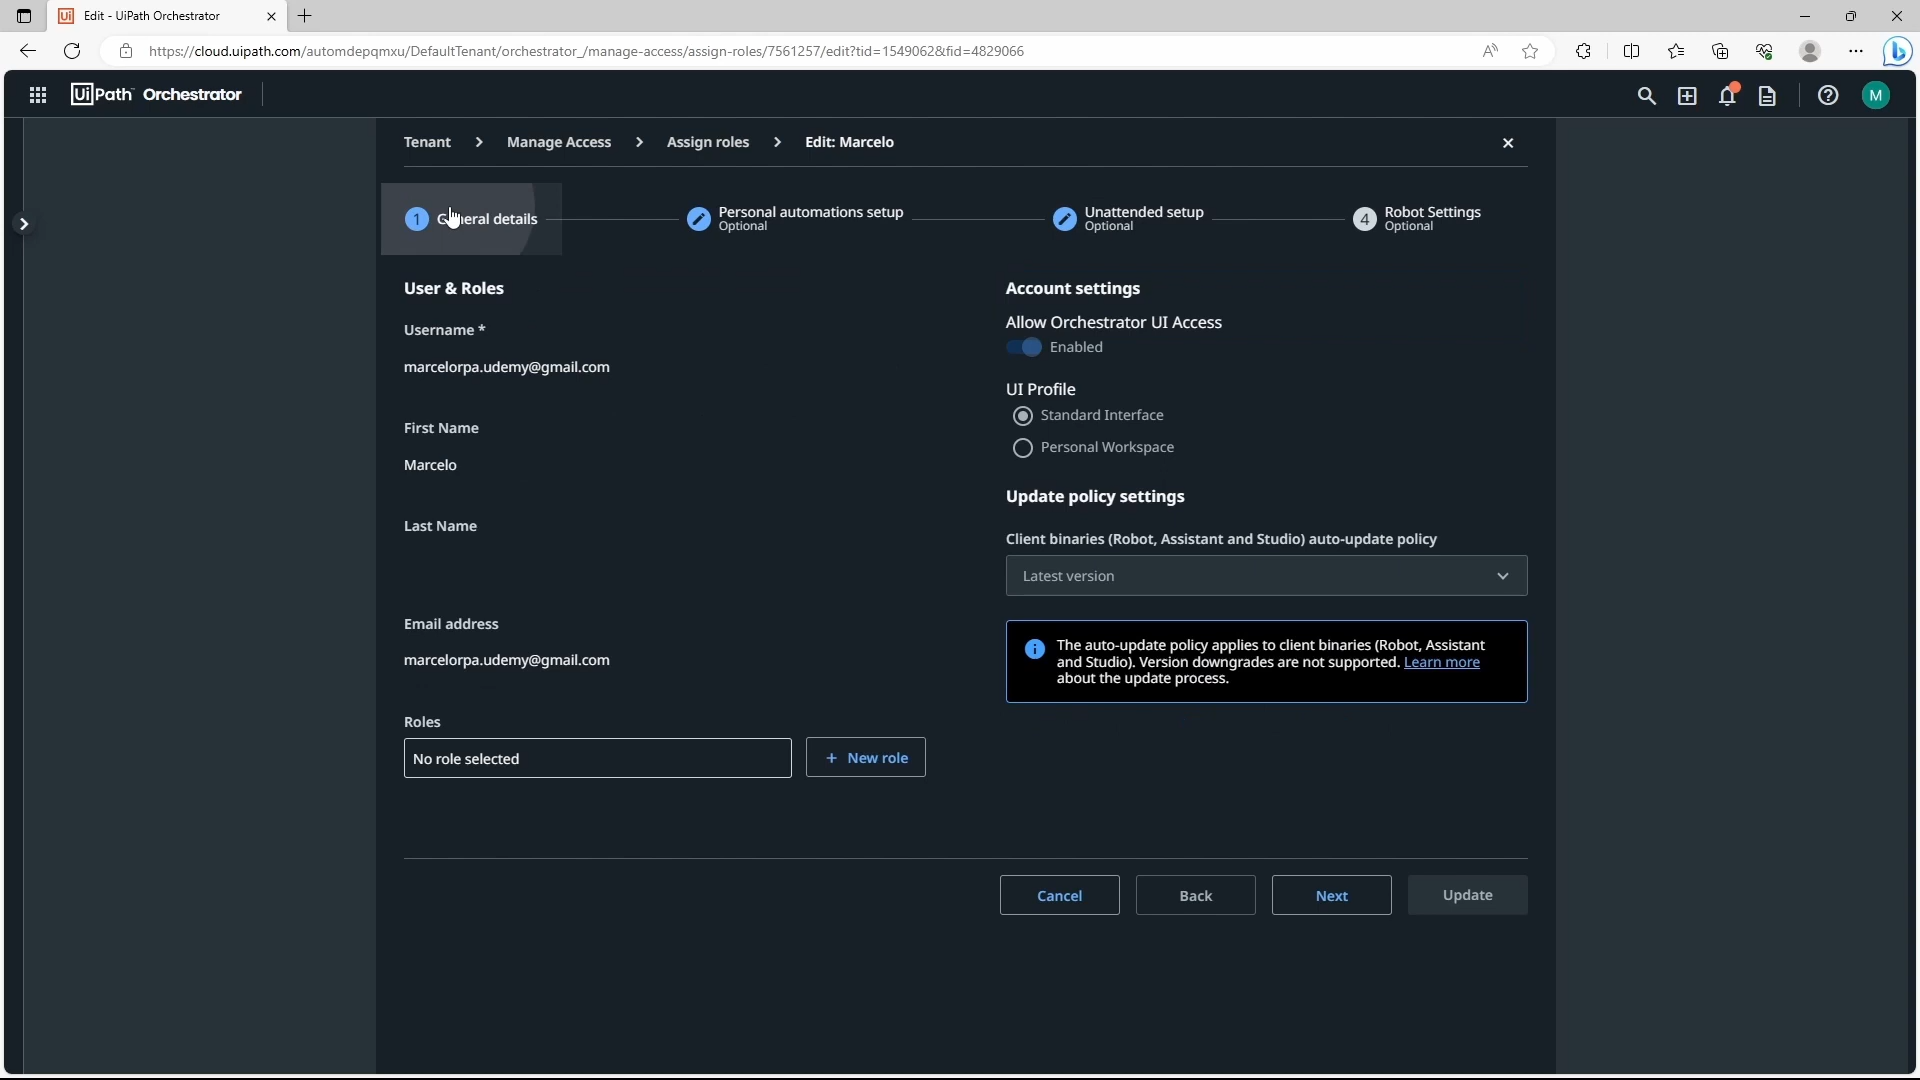 Edit - UiPath Orchestrator
https://cloud.uipath.com/automdepqmxu/DefaultTenant/orchestrator_/manage-access/assign-roles/7561257/edit?tid=1549062&fid=4829066
UiPath Orchestrator
M
Tenant > Manage Access > Assign roles > Edit: Marcelo
1 General details
Personal automations setup
Optional
Unattended setup
Optional
4 Robot Settings
Optional
User & Roles
Username *
marcelorpa.udemy@gmail.com
First Name
Marcelo
Last Name
Email address
marcelorpa.udemy@gmail.com
Roles
No role selected
+ New role
Account settings
Allow Orchestrator UI Access
Enabled
UI Profile
Standard Interface
Personal Workspace
Update policy settings
Client binaries (Robot, Assistant and Studio) auto-update policy
Latest version
The auto-update policy applies to client binaries (Robot, Assistant
and Studio). Version downgrades are not supported. Learn more
about the update process.
Cancel
Back
Next
Update